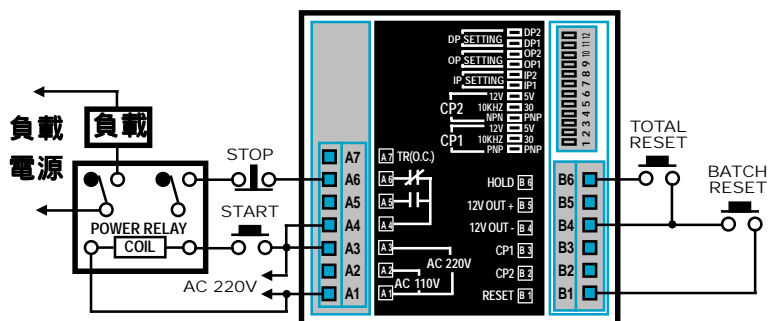 負載
電源
負載
STOP
START
POWER RELAY
COIL
AC 220V
A7
A6
A5
A4
A3
A2
A1
A7 TR(O.C.)
A6
A5
A4
A3
A2
A1
AC 220V
AC 110V
DP SETTING DP2
DP1
OP SETTING OP2
OP1
IP SETTING IP2
IP1
CP2
12V 5V
10KHZ 30
NPN PNP
CP1
12V 5V
10KHZ 30
PNP PNP
HOLD B6
12V OUT + B5
12V OUT - B4
CP1 B3
CP2 B2
RESET B1
1 2 3 4 5 6 7 8 9 10 11 12
B6
B5
B4
B3
B2
B1
TOTAL
RESET
BATCH
RESET